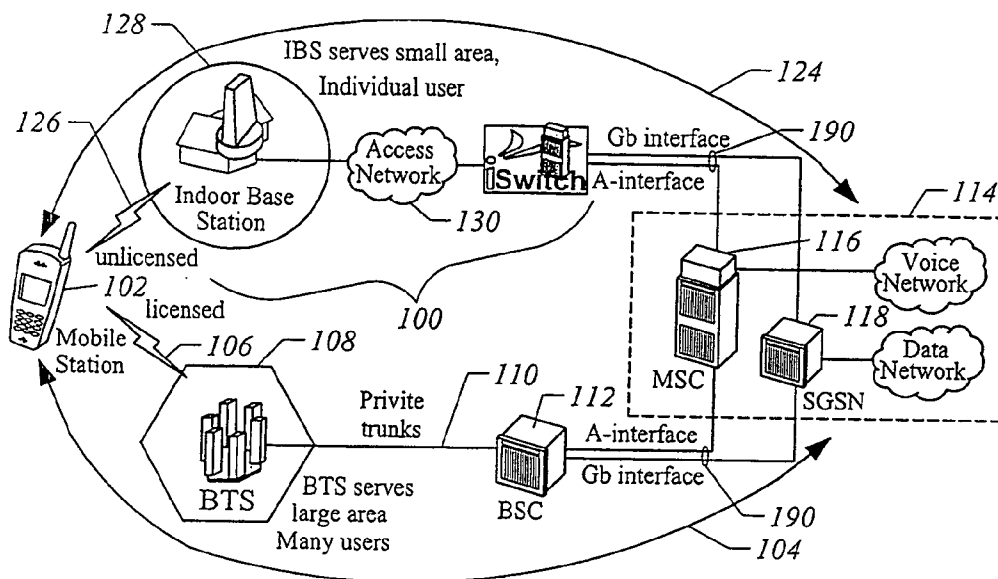 128
IBS serves small area,
Individual user
124
126
Gb interface
190
Access
Network
iSwitch
A-interface
Indoor Base
Station
130
114
116
unlicensed
102
licensed
100
Voice
Network
118
Mobile
Station
106
108
MSC
Data
Network
SGSN
110
112
Privite
trunks
A-interface
Gb interface
BTS
BTS serves
large area
Many users
BSC
190
104